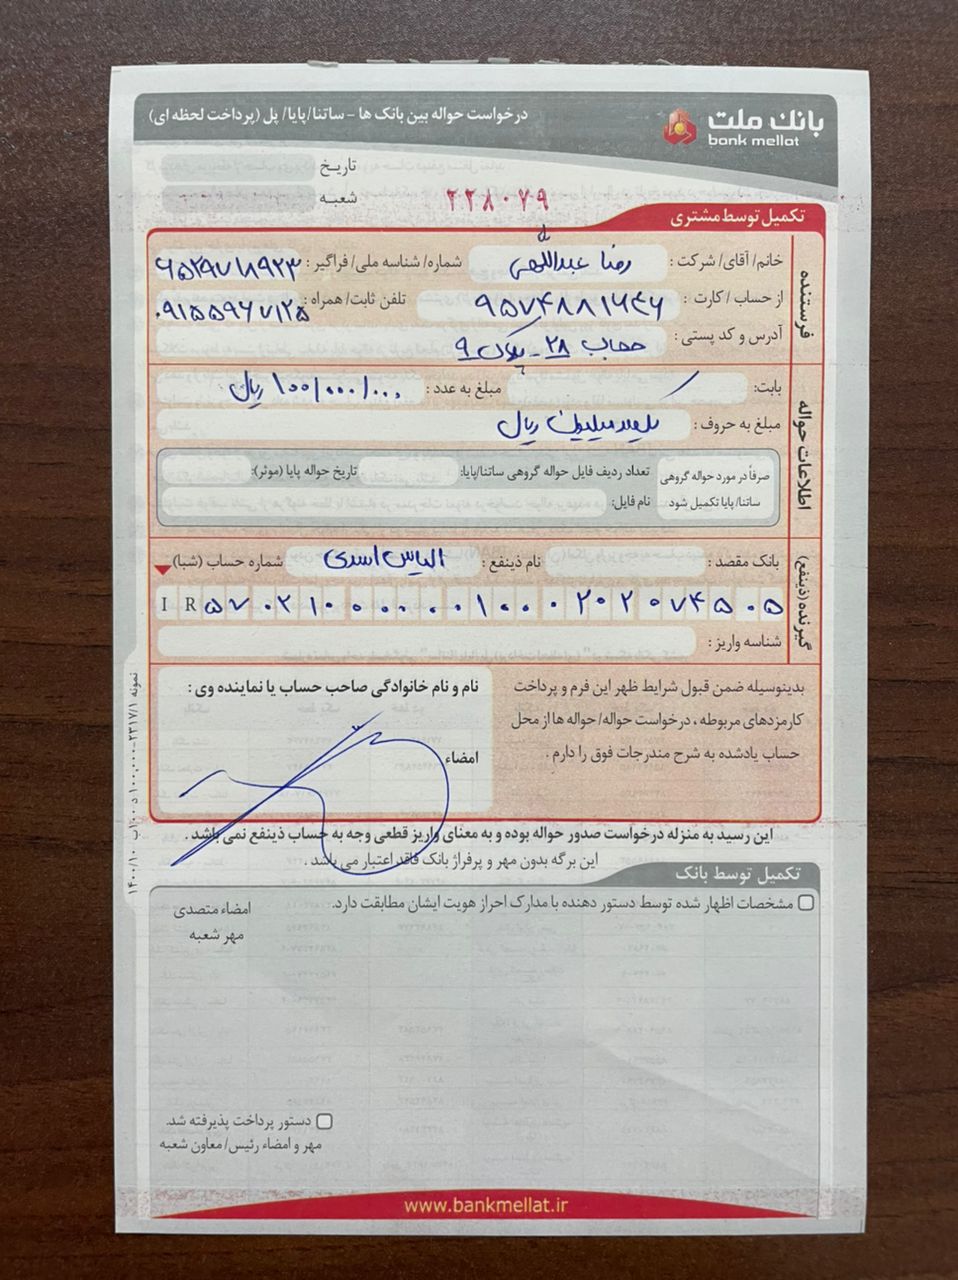 بانک ملت
bank mellat
درخواست حواله بین بانک ها - ساتنا/پایا/ پل (پرداخت لحظه ای)
تاریخ
شعبه
۲۲۸۰۷۹
تکمیل توسط مشتری
فرستنده
خانم/ آقای/ شرکت : رضا عبداللهی شماره/ شناسه ملی/ فراگیر : ۶۵۲۹۷۱۸۹۲۳
از حساب / کارت : ۹۵۷۴۸۸۱۶۴۶ تلفن ثابت/ همراه : ۰۹۱۵۵۹۶۷۱۲۵
آدرس و کد پستی : ۲۸ - پلاک ۹
اطلاعات حواله
بابت: مبلغ به عدد : ۱۰۰/۰۰۰/۰۰۰ ریال
مبلغ به حروف : یکصد میلیون ریال
صرفاً در مورد حواله گروهی ساتنا/ پایا تکمیل شود
تعداد ردیف فایل حواله گروهی ساتنا/پایا: تاریخ حواله پایا (موثر):
نام فایل:
گیرنده (ذینفع)
بانک مقصد : نام ذینفع : الیاس اسدی شماره حساب (شبا)
IR ۵۷۰۲۱۰۰۰۰۰۰۰۱۰۰۰۲۰۲۰۷۴۵۰۵
شناسه واریز :
بدینوسیله ضمن قبول شرایط ظهر این فرم و پرداخت
کارمزدهای مربوطه ، درخواست حواله/ حواله ها از محل
حساب یادشده به شرح مندرجات فوق را دارم .
نام و نام خانوادگی صاحب حساب یا نماینده وی :
امضاء
این رسید به منزله درخواست صدور حواله بوده و به معنای واریز قطعی وجه به حساب ذینفع نمی باشد .
این برگه بدون مهر و پرفراژ بانک فاقد اعتبار می باشد .
نمونه ۲۳۱۷/۱-۱۰۰,۰۰۰ د ۱۰۰ ب ۱۴۰۰/۱۰
تکمیل توسط بانک
مشخصات اظهار شده توسط دستور دهنده با مدارک احراز هویت ایشان مطابقت دارد.
امضاء متصدی
مهر شعبه
دستور پرداخت پذیرفته شد.
مهر و امضاء رئیس/ معاون شعبه
www.bankmellat.ir